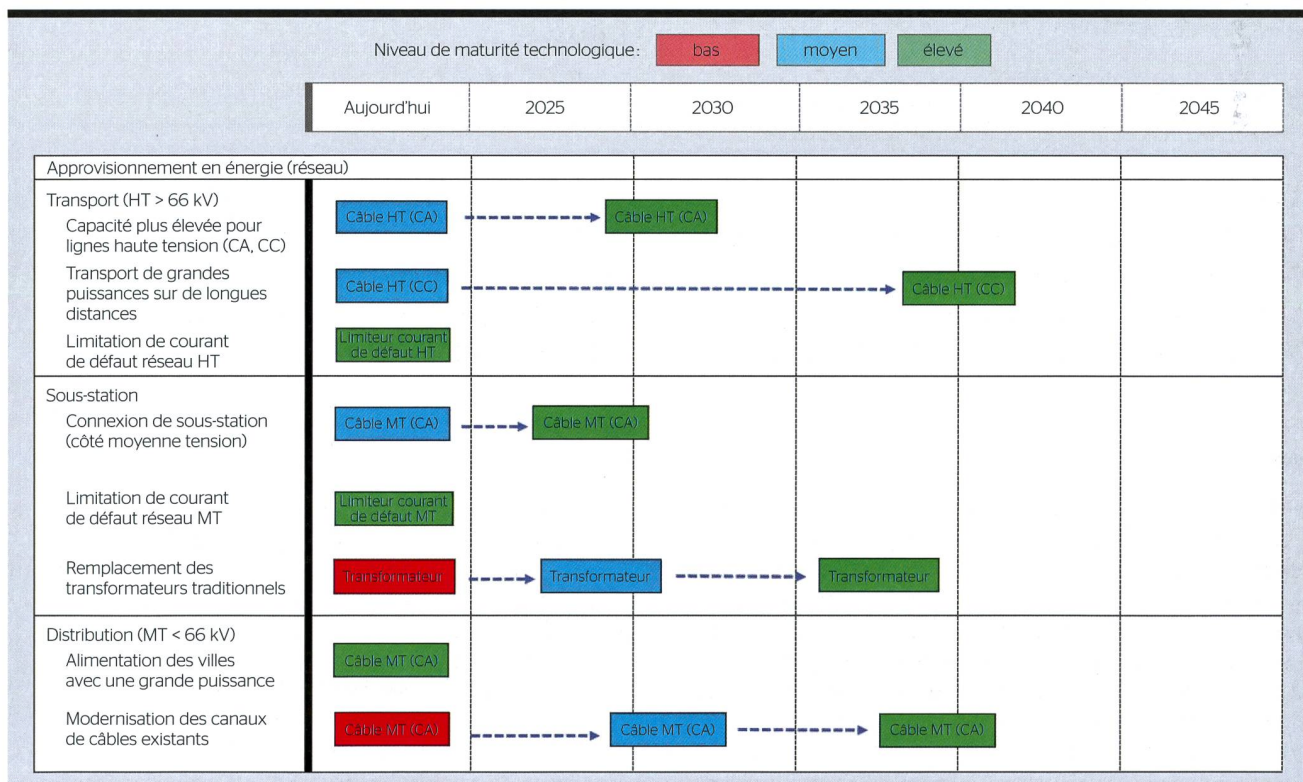 Niveau de maturité technologique: bas moyen élevé
Aujourd'hui 2025 2030 2035 2040 2045
Approvisionnement en énergie (réseau)
Transport (HT > 66 kV)
Capacité plus élevée pour
lignes haute tension (CA, CC)
Câble HT (CA) Câble HT (CA)
Transport de grandes
puissances sur de longues
distances
Câble HT (CC) Câble HT (CC)
Limitation de courant
de défaut réseau HT
Limiteur courant
de défaut HT
Sous-station
Connexion de sous-station
(côté moyenne tension)
Câble MT (CA) Câble MT (CA)
Limitation de courant
de défaut réseau MT
Limiteur courant
de défaut MT
Remplacement des
transformateurs traditionnels
Transformateur Transformateur Transformateur
Distribution (MT < 66 kV)
Alimentation des villes
avec une grande puissance
Câble MT (CA)
Modernisation des canaux
de câbles existants
Câble MT (CA) Câble MT (CA) Câble MT (CA)